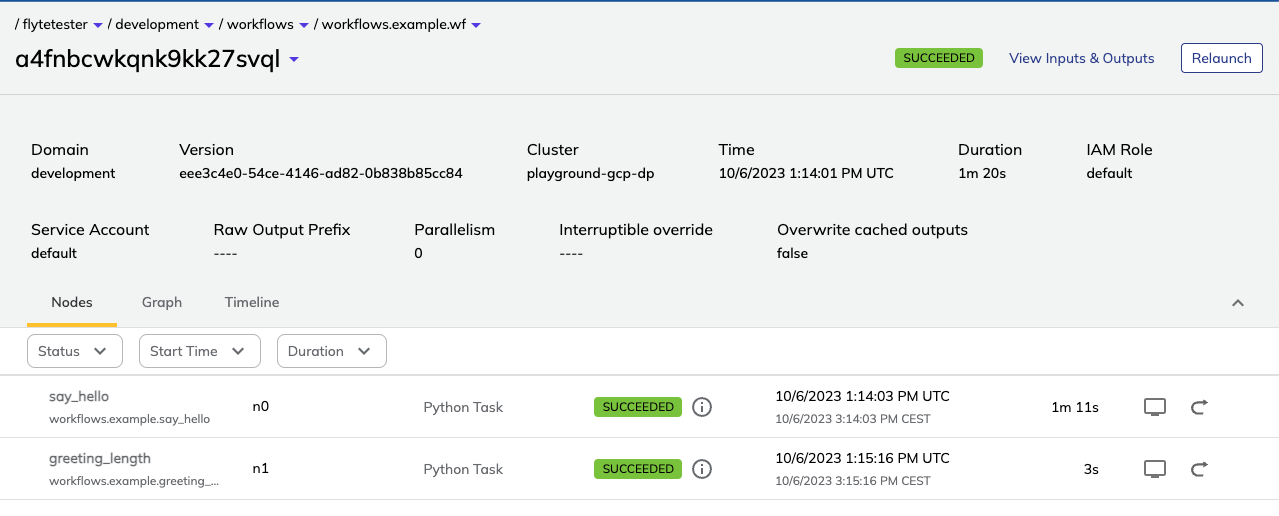 / flytetester / development / workflows / workflows.example.wf
a4fnbcwkqnk9kk27svql
SUCCEEDED View Inputs & Outputs Relaunch
Domain Version Cluster Time Duration IAM Role
development eee3c4e0-54ce-4146-ad82-0b838b85cc84 playground-gcp-dp 10/6/2023 1:14:01 PM UTC 1m 20s default
Service Account Raw Output Prefix Parallelism Interruptible override Overwrite cached outputs
default ---- 0 ---- false
Nodes Graph Timeline
Status Start Time Duration
say_hello n0 Python Task SUCCEEDED 10/6/2023 1:14:03 PM UTC 1m 11s
workflows.example.say_hello 10/6/2023 3:14:03 PM CEST
greeting_length n1 Python Task SUCCEEDED 10/6/2023 1:15:16 PM UTC 3s
workflows.example.greeting_... 10/6/2023 3:15:16 PM CEST